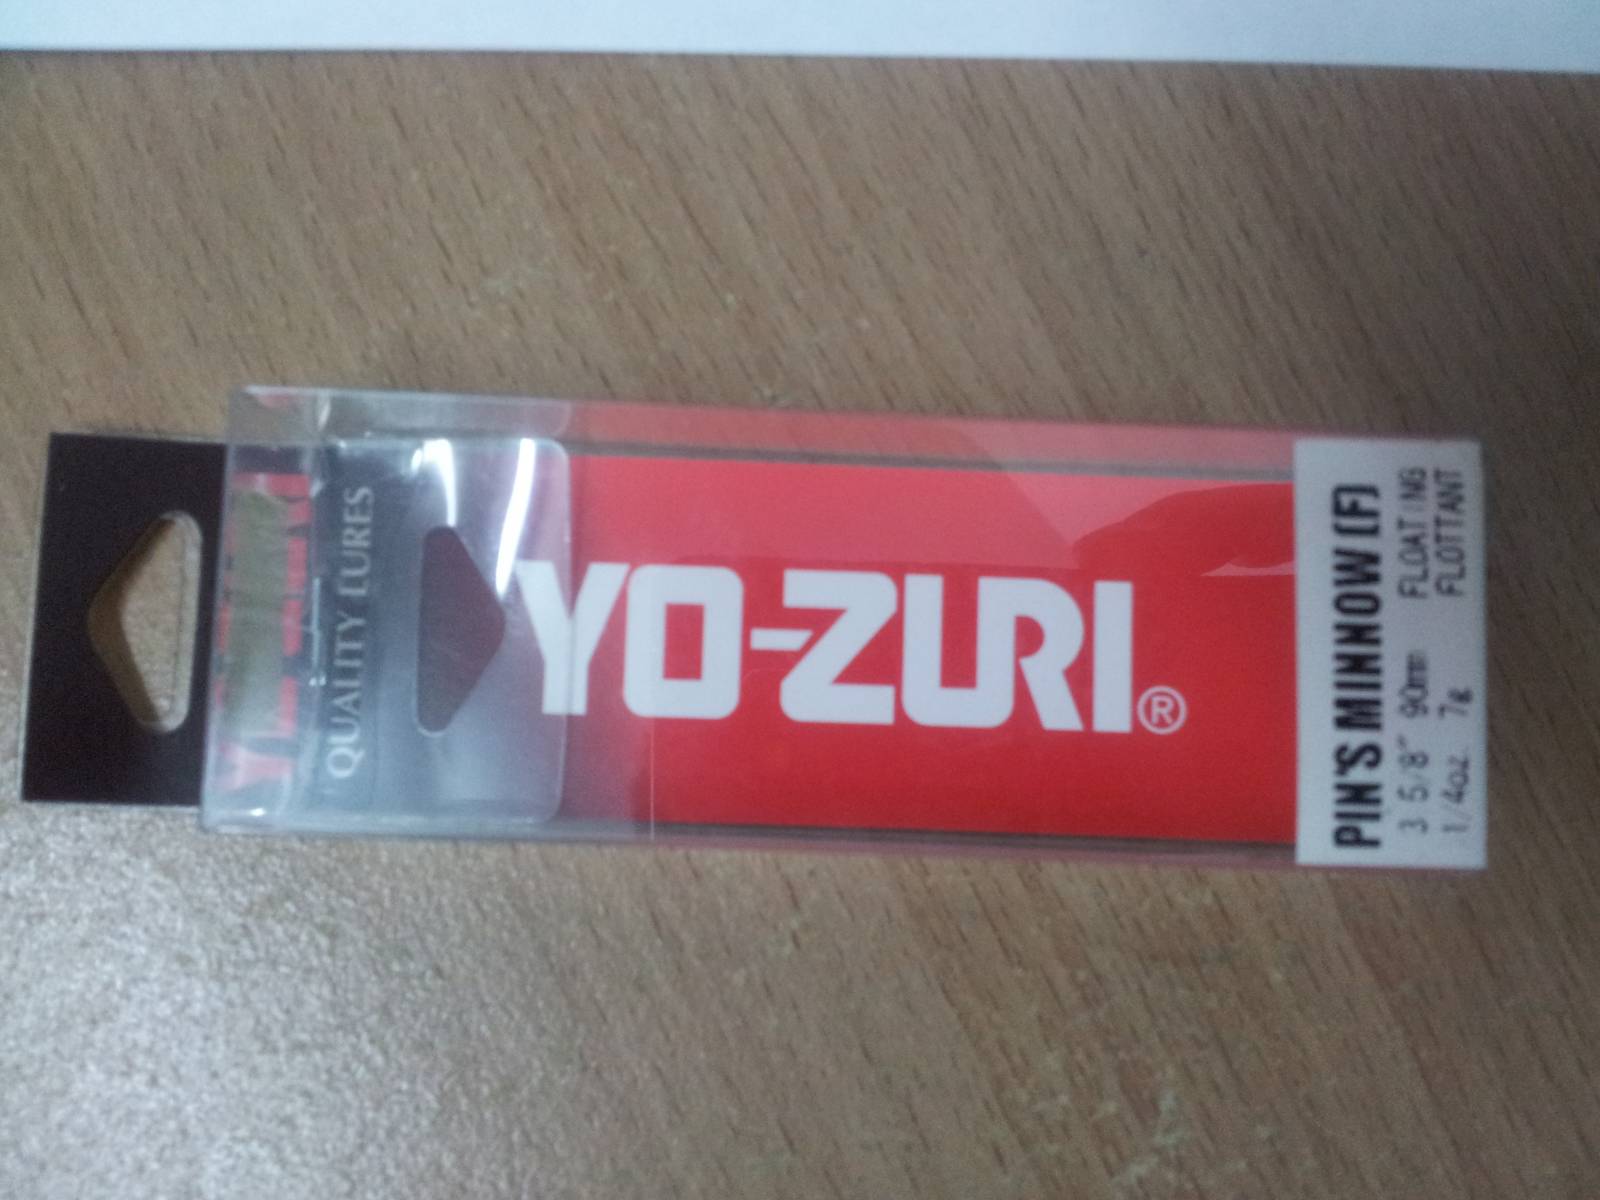 QUALITY LURES
YO-ZURI®
PIN'S MINNOW (F)
3 5/8" 90mm FLOATING
1/4oz. 7g FLOTTANT